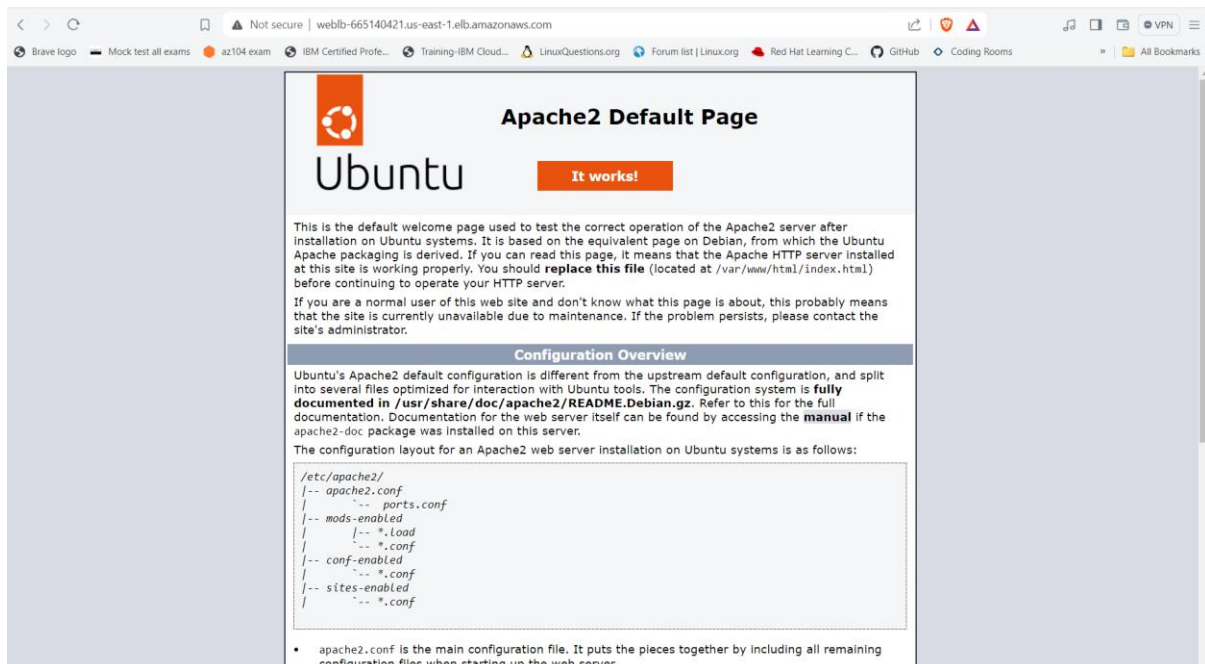 Not secure | weblb-665140421.us-east-1.elb.amazonaws.com
VPN
Brave logo Mock test all exams az104 exam IBM Certified Profe... Training-IBM Cloud... LinuxQuestions.org Forum list | Linux.org Red Hat Learning C... GitHub Coding Rooms » All Bookmarks
Apache2 Default Page
Ubuntu
It works!
This is the default welcome page used to test the correct operation of the Apache2 server after
installation on Ubuntu systems. It is based on the equivalent page on Debian, from which the Ubuntu
Apache packaging is derived. If you can read this page, it means that the Apache HTTP server installed
at this site is working properly. You should replace this file (located at /var/www/html/index.html)
before continuing to operate your HTTP server.
If you are a normal user of this web site and don't know what this page is about, this probably means
that the site is currently unavailable due to maintenance. If the problem persists, please contact the
site's administrator.
Configuration Overview
Ubuntu's Apache2 default configuration is different from the upstream default configuration, and split
into several files optimized for interaction with Ubuntu tools. The configuration system is fully
documented in /usr/share/doc/apache2/README.Debian.gz. Refer to this for the full
documentation. Documentation for the web server itself can be found by accessing the manual if the
apache2-doc package was installed on this server.
The configuration layout for an Apache2 web server installation on Ubuntu systems is as follows:
/etc/apache2/
|-- apache2.conf
|       `--  ports.conf
|-- mods-enabled
|       |-- *.load
|       `-- *.conf
|-- conf-enabled
|       `-- *.conf
|-- sites-enabled
|       `-- *.conf
• apache2.conf is the main configuration file. It puts the pieces together by including all remaining
configuration files when starting up the web server.